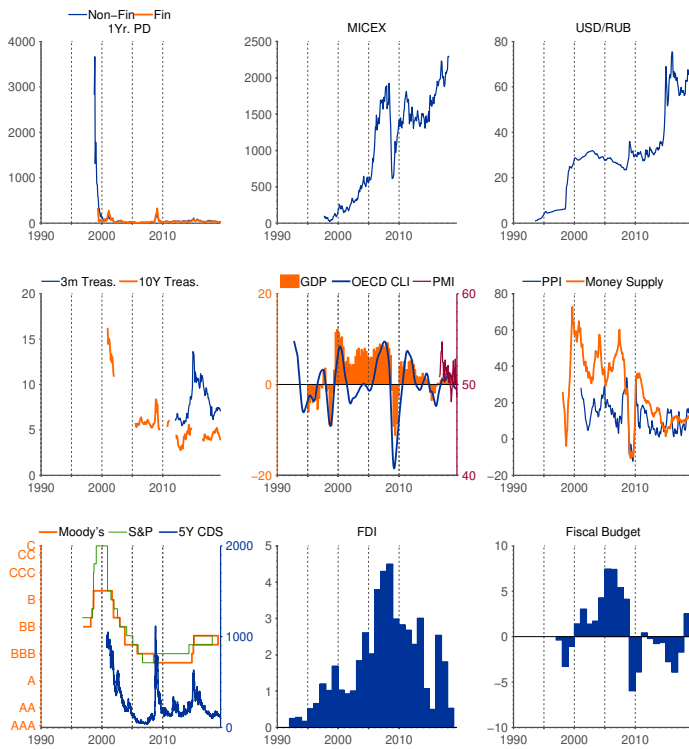 Non-Fin Fin
1Yr. PD
MICEX
USD/RUB
4000
3000
2000
1000
0
1990 2000 2010
2500
2000
1500
1000
500
0
1990 2000 2010
80
60
40
20
0
1990 2000 2010
3m Treas. 10Y Treas.
GDP OECD CLI PMI
PPI Money Supply
20
15
10
5
0
1990 2000 2010
20
0
−20
60
50
40
1990 2000 2010
80
60
40
20
0
−20
1990 2000 2010
Moody's S&P 5Y CDS
FDI
Fiscal Budget
C
CC
CCC
B
BB
BBB
A
AA
AAA
2000
1000
0
1990 2000 2010
5
4
3
2
1
0
1990 2000 2010
10
5
0
−5
−10
1990 2000 2010